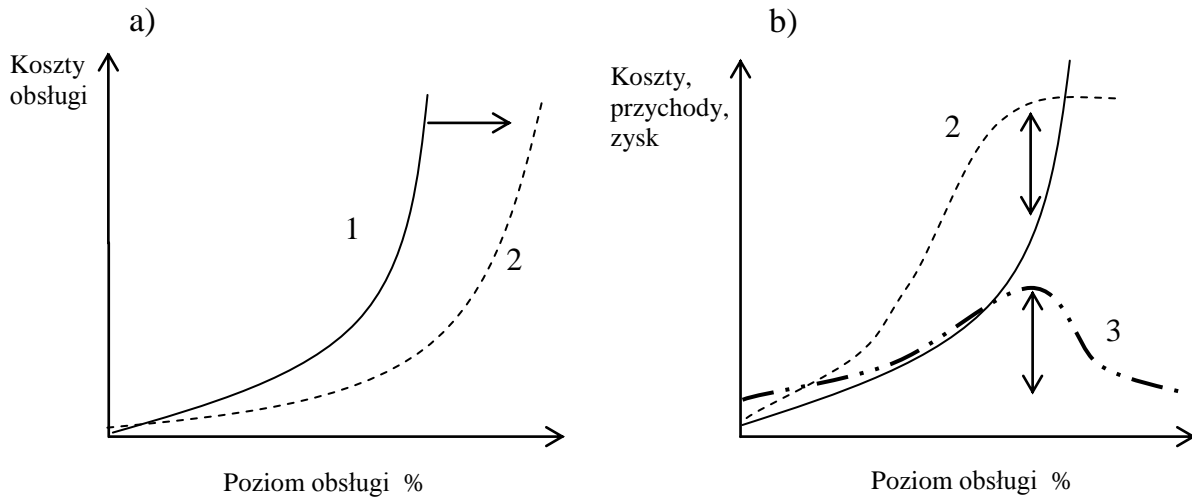 a)
Koszty
obsługi
1
2
Poziom obsługi %
b)
Koszty,
przychody,
zysk
2
3
Poziom obsługi %